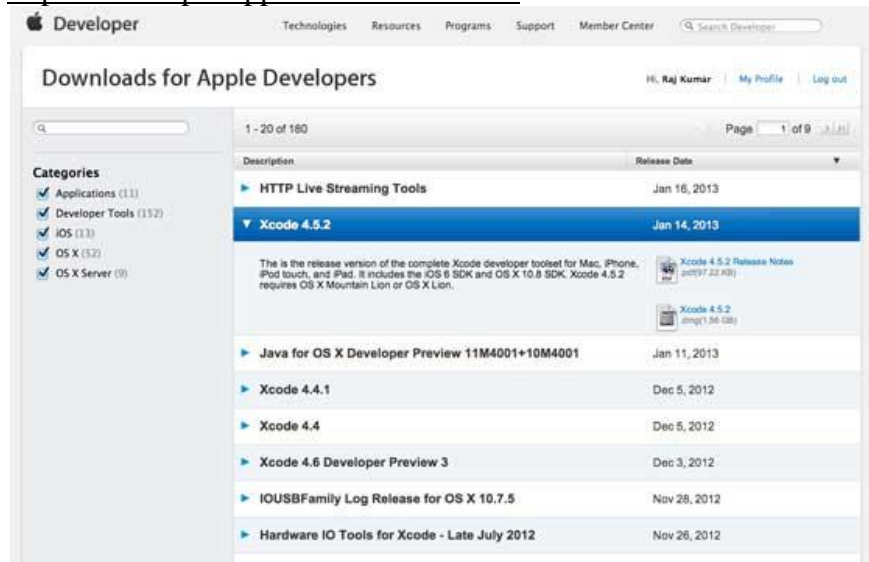 Developer
Technologies Resources Programs Support Member Center Search Developer
Downloads for Apple Developers
Hi, Raj Kumar My Profile Log out
1 - 20 of 180
Page 1 of 9
Description Release Date
Categories
Applications (11)
Developer Tools (152)
iOS (13)
OS X (52)
OS X Server (9)
HTTP Live Streaming Tools Jan 16, 2013
Xcode 4.5.2 Jan 14, 2013
The is the release version of the complete Xcode developer toolset for Mac, iPhone,
iPod touch, and iPad. It includes the iOS 6 SDK and OS X 10.8 SDK. Xcode 4.5.2
requires OS X Mountain Lion or OS X Lion.
Xcode 4.5.2 Release Notes
.pdf(97.22 KB)
Xcode 4.5.2
.dmg(1.56 GB)
Java for OS X Developer Preview 11M4001+10M4001 Jan 11, 2013
Xcode 4.4.1 Dec 5, 2012
Xcode 4.4 Dec 5, 2012
Xcode 4.6 Developer Preview 3 Dec 3, 2012
IOUSBFamily Log Release for OS X 10.7.5 Nov 28, 2012
Hardware IO Tools for Xcode - Late July 2012 Nov 26, 2012